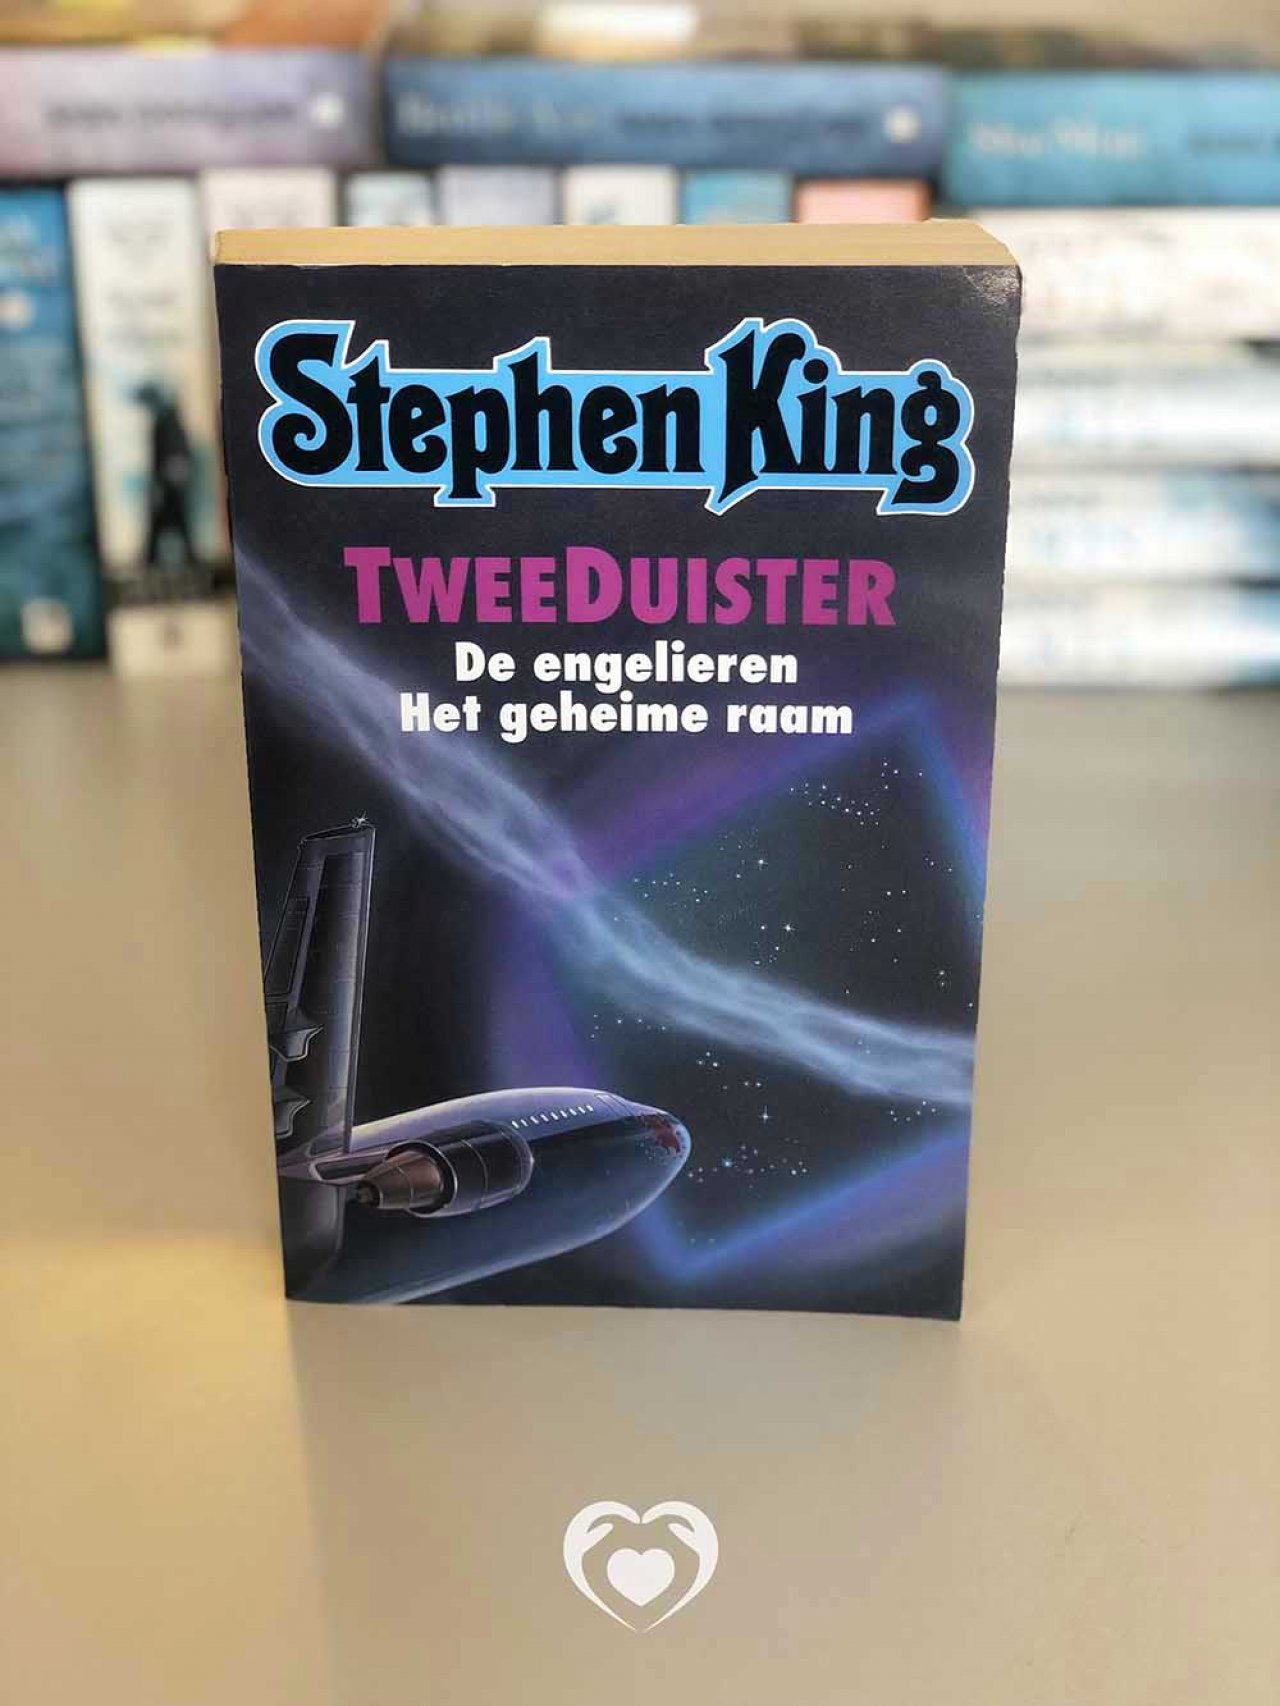 Stephen King
TWEEDUISTER
De engelieren
Het geheime raam